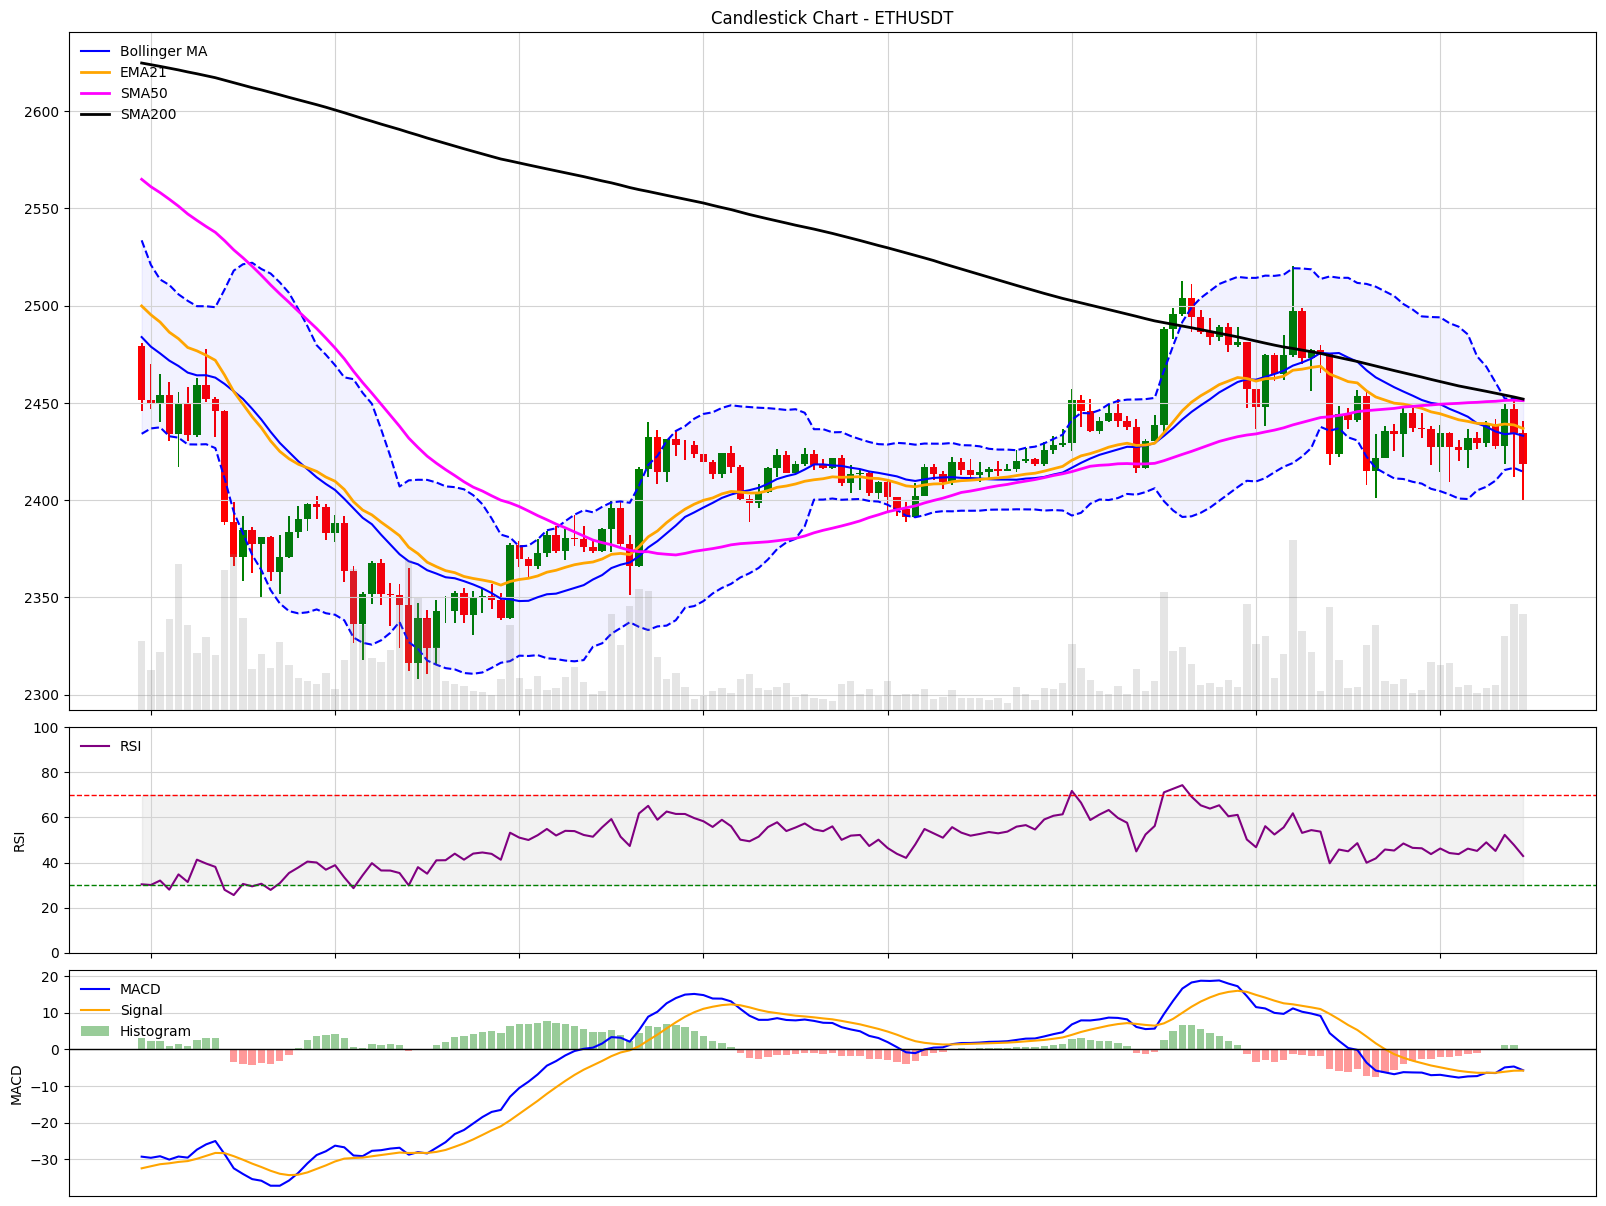 Candlestick Chart - ETHUSDT
Bollinger MA
EMA21
SMA50
SMA200
2600
2550
2500
2450
2400
2350
2300
RSI
100
80
60
40
20
0
RSI
MACD
Signal
Histogram
20
10
0
−10
−20
−30
MACD